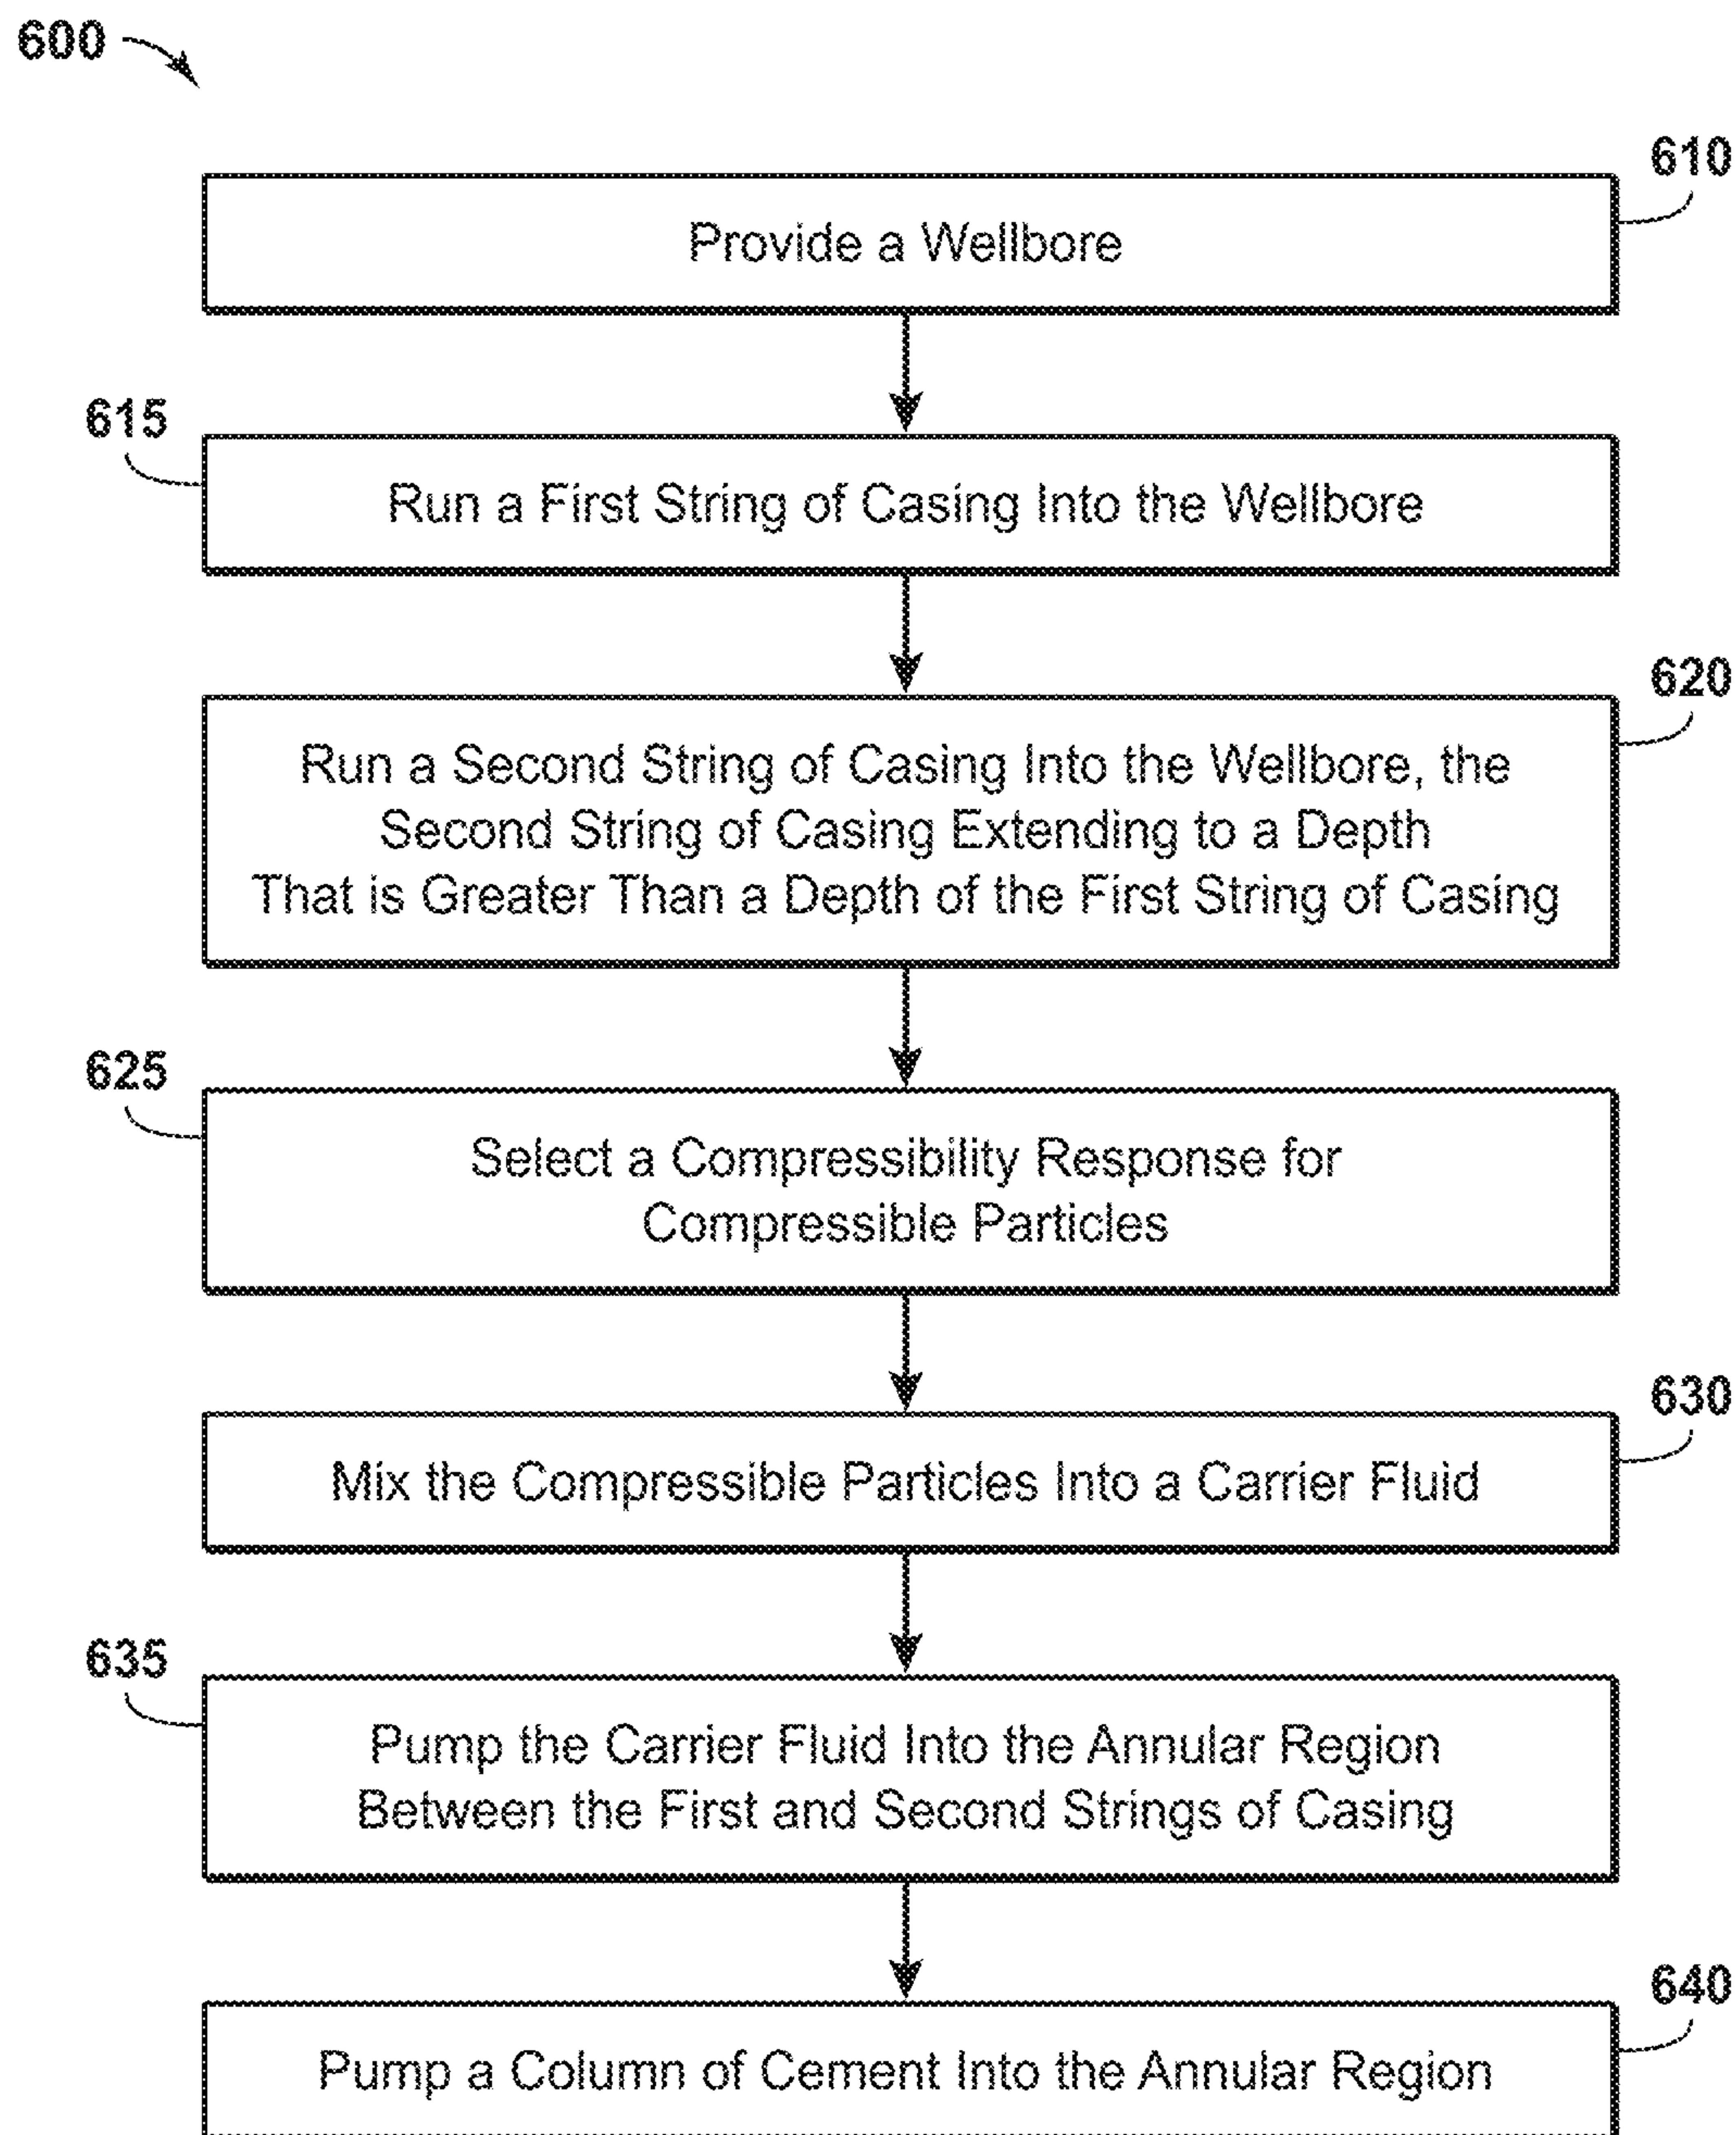 600
610
Provide a Wellbore
615
Run a First String of Casing Into the Wellbore
620
Run a Second String of Casing Into the Wellbore, the
Second String of Casing Extending to a Depth
That is Greater Than a Depth of the First String of Casing
625
Select a Compressibility Response for
Compressible Particles
630
Mix the Compressible Particles Into a Carrier Fluid
635
Pump the Carrier Fluid Into the Annular Region
Between the First and Second Strings of Casing
640
Pump a Column of Cement Into the Annular Region